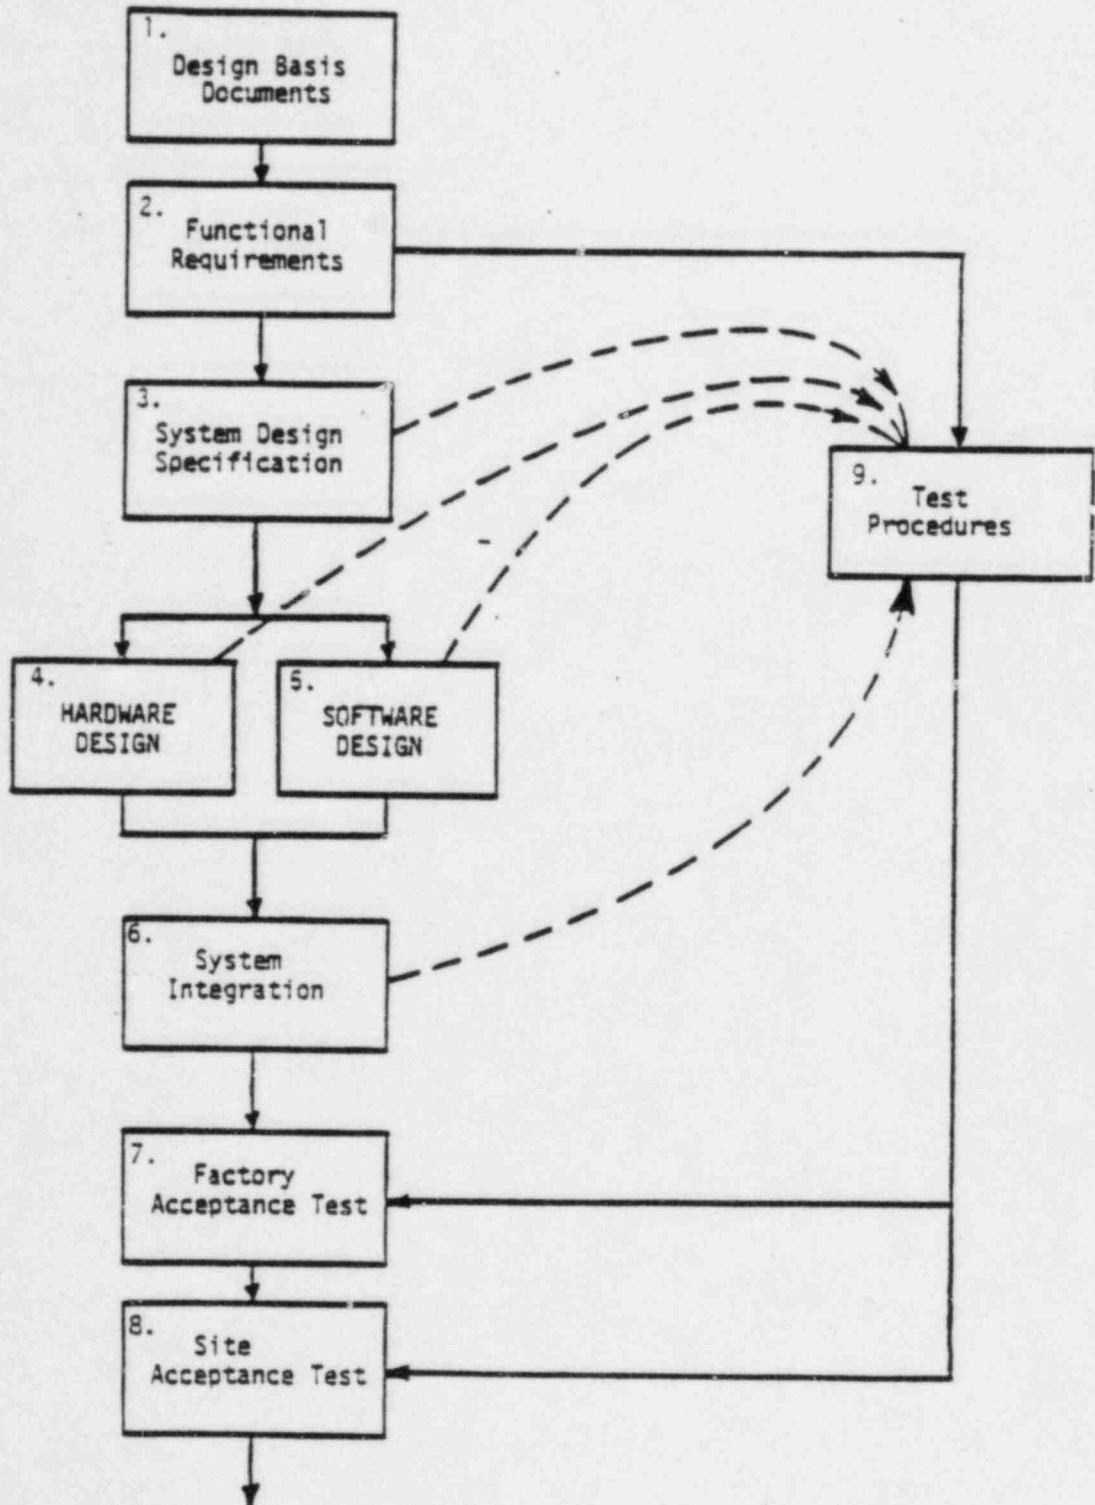 1.
Design Basis
Documents
2.
Functional
Requirements
3.
System Design
Specification
4.
HARDWARE
DESIGN
5.
SOFTWARE
DESIGN
6.
System
Integration
7.
Factory
Acceptance Test
8.
Site
Acceptance Test
9.
Test
Procedures